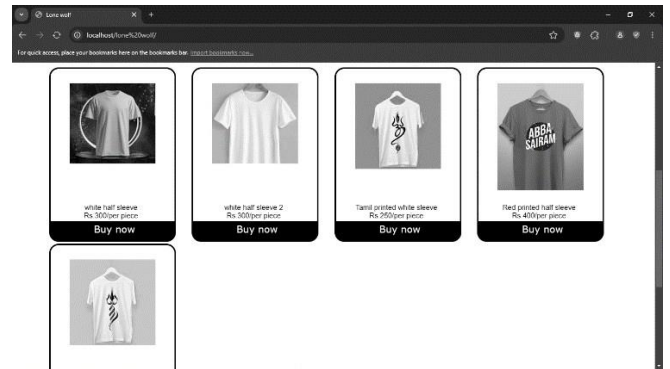 Lone wolf
localhost/lone%20wolf/
For quick access, place your bookmarks here on the bookmarks bar. Import bookmarks now...
ABBA
SAIRAM
white half sleeve
Rs 300/per piece
Buy now
white half sleeve 2
Rs 300/per piece
Buy now
Tamil printed white sleeve
Rs 250/per piece
Buy now
Red printed half sleeve
Rs 400/per piece
Buy now